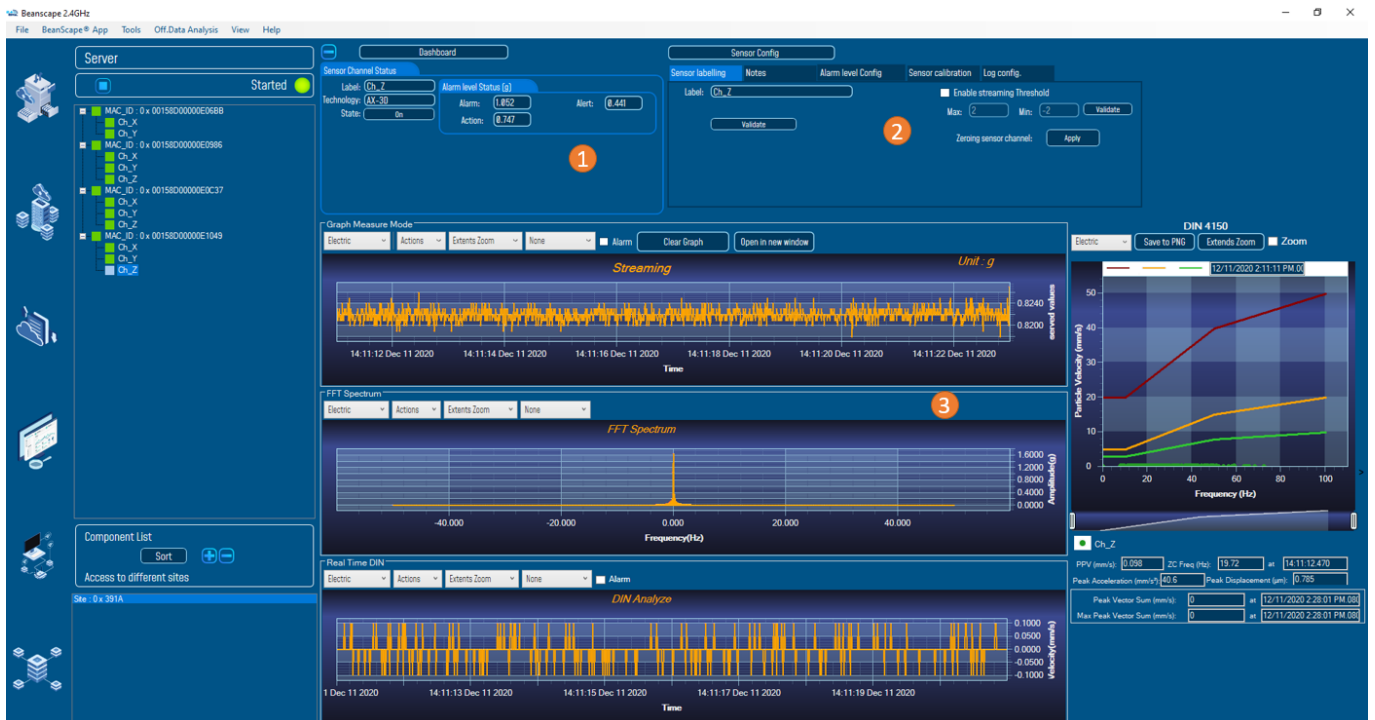 Beanscape 2.4GHz
File BeanScape® App Tools Off.Data Analysis View Help
Server
Started
MAC_ID : 0 x 00158D00000E06BB
Ch_X
Ch_Y
MAC_ID : 0 x 00158D00000E0986
Ch_X
Ch_Y
Ch_Z
MAC_ID : 0 x 00158D00000E0C37
Ch_X
Ch_Y
Ch_Z
MAC_ID : 0 x 00158D00000E1049
Ch_X
Ch_Y
Ch_Z
Component List
Sort
Access to different sites
Site : 0 x 391A
Dashboard
Sensor Channel Status
Label: Ch_Z
Technology: AX-3D
State: On
Alarm level Status (g)
Alarm: 1.052 Alert: 0.441
Action: 0.747
1
Sensor Config
Sensor labelling Notes Alarm level Config Sensor calibration Log config.
Label: Ch_Z
Validate
Enable streaming Threshold
Max: 2 Min: -2 Validate
Zeroing sensor channel: Apply
2
Graph Measure Mode
Electric Actions Extents Zoom None Alarm Clear Graph Open in new window
Streaming
Unit : g
0.8240
0.8200
served values
14:11:12 Dec 11 2020 14:11:14 Dec 11 2020 14:11:16 Dec 11 2020 14:11:18 Dec 11 2020 14:11:20 Dec 11 2020 14:11:22 Dec 11 2020
Time
FFT Spectrum
Electric Actions Extents Zoom None
3
FFT Spectrum
1.6000
1.2000
0.8000
0.4000
0.0000
Amplitude(g)
-40.000 -20.000 0.000 20.000 40.000
Frequency(Hz)
Real Time DIN
Electric Actions Extents Zoom None Alarm
DIN Analyze
0.1000
0.0500
0.0000
-0.0500
-0.1000
Velocity(mm/s)
1 Dec 11 2020 14:11:13 Dec 11 2020 14:11:15 Dec 11 2020 14:11:17 Dec 11 2020 14:11:19 Dec 11 2020
Time
DIN 4150
Electric Save to PNG Extends Zoom Zoom
12/11/2020 2:11:11 PM.00
50
40
30
20
10
0
Particle Velocity (mm/s)
0 20 40 60 80 100
Frequency (Hz)
Ch_Z
PPV (mm/s): 0.098 ZC Freq (Hz): 19.72 at 14:11:12.470
Peak Acceleration (mm/s²): 40.6 Peak Displacement (µm): 0.785
Peak Vector Sum (mm/s): 0 at 12/11/2020 2:28:01 PM.080
Max Peak Vector Sum (mm/s): 0 at 12/11/2020 2:28:01 PM.080